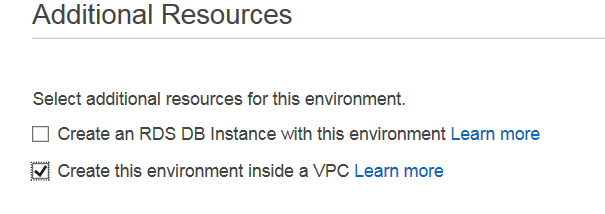 Additional Resources
Select additional resources for this environment.
Create an RDS DB Instance with this environment Learn more
Create this environment inside a VPC Learn more